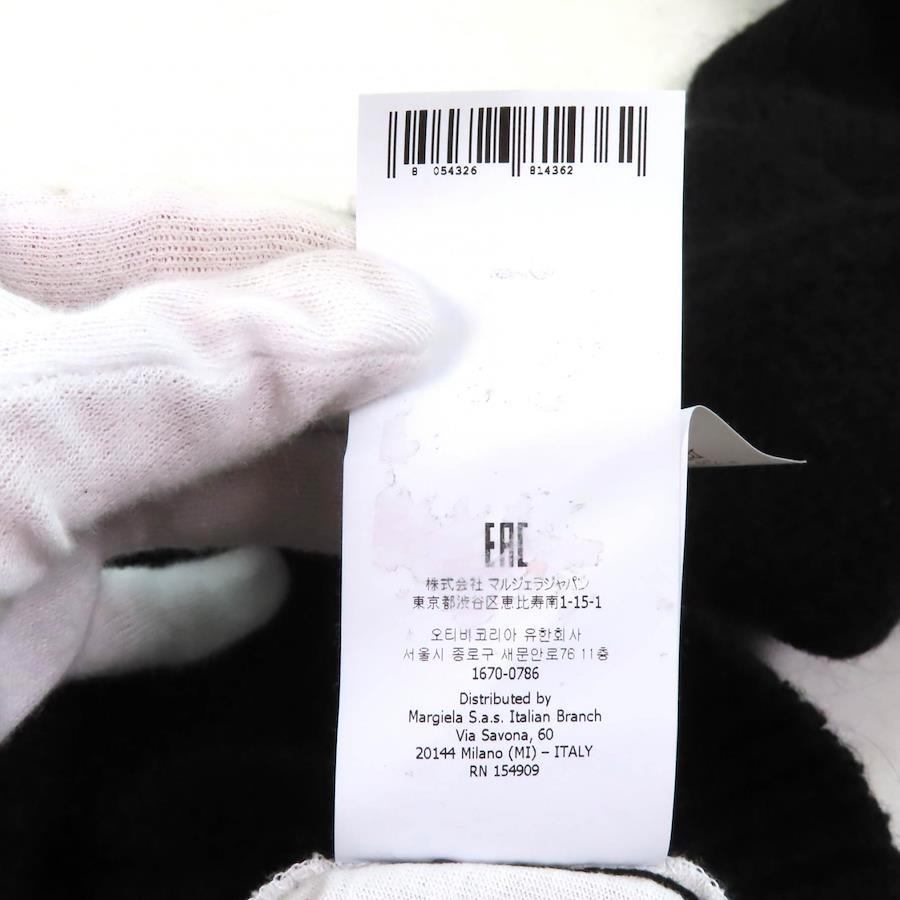 8 054326 814362
EAC
株式会社 マルジェラジャパン
東京都渋谷区恵比寿南1-15-1
오티비코리아 유한회사
서울시 종로구 새문안로76 11층
1670-0786
Distributed by
Margiela S.a.s. Italian Branch
Via Savona, 60
20144 Milano (MI) – ITALY
RN 154909